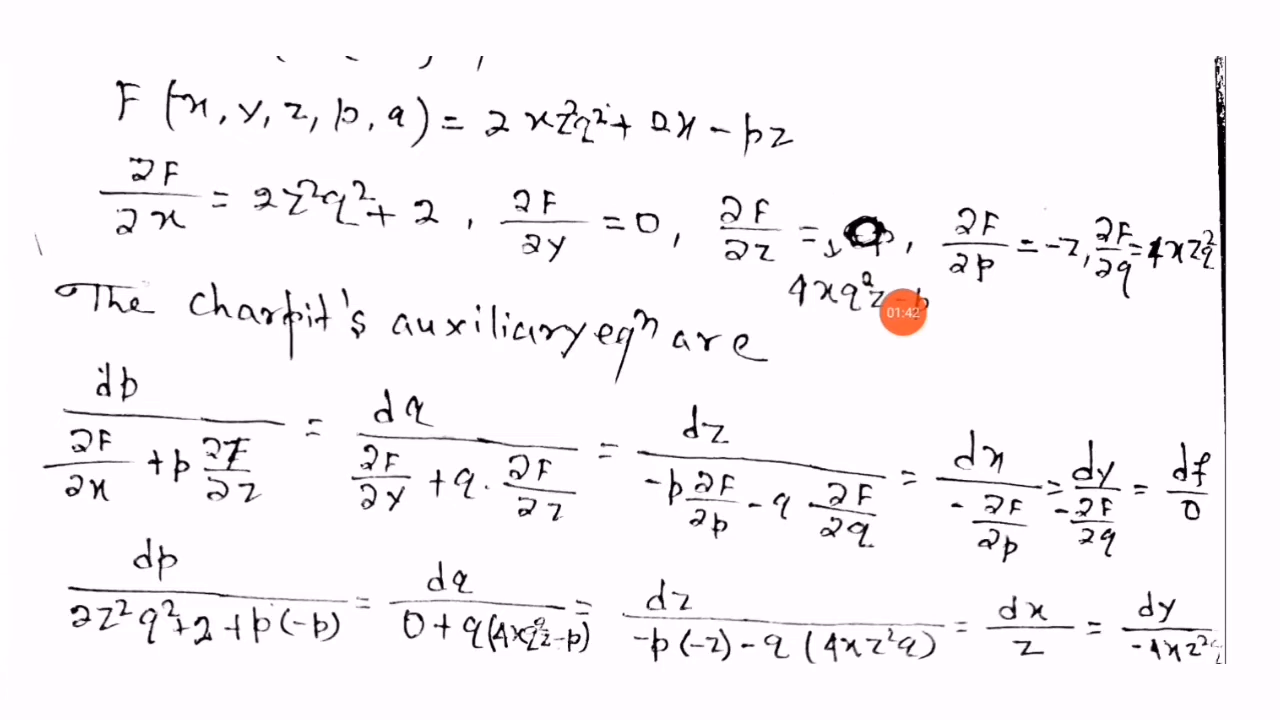 F (x, y, z, p, q) = 2xz²q² + 2x - pz
∂F/∂x = 2z²q² + 2, ∂F/∂y = 0, ∂F/∂z = , ∂F/∂p = -z, ∂F/∂q = 4xz²q
4xq²z - p
01:42
The charpit's auxiliary eqⁿ are
dp/(∂F/∂x + p ∂F/∂z) = dq/(∂F/∂y + q · ∂F/∂z) = dz/(-p ∂F/∂p - q · ∂F/∂q) = dx/(-∂F/∂p) = dy/(-∂F/∂q) = df/0
dp/(2z²q² + 2 + p(-p)) = dq/(0 + q(4xq²z - p)) = dz/(-p(-z) - q(4xz²q)) = dx/z = dy/(-4xz²q)